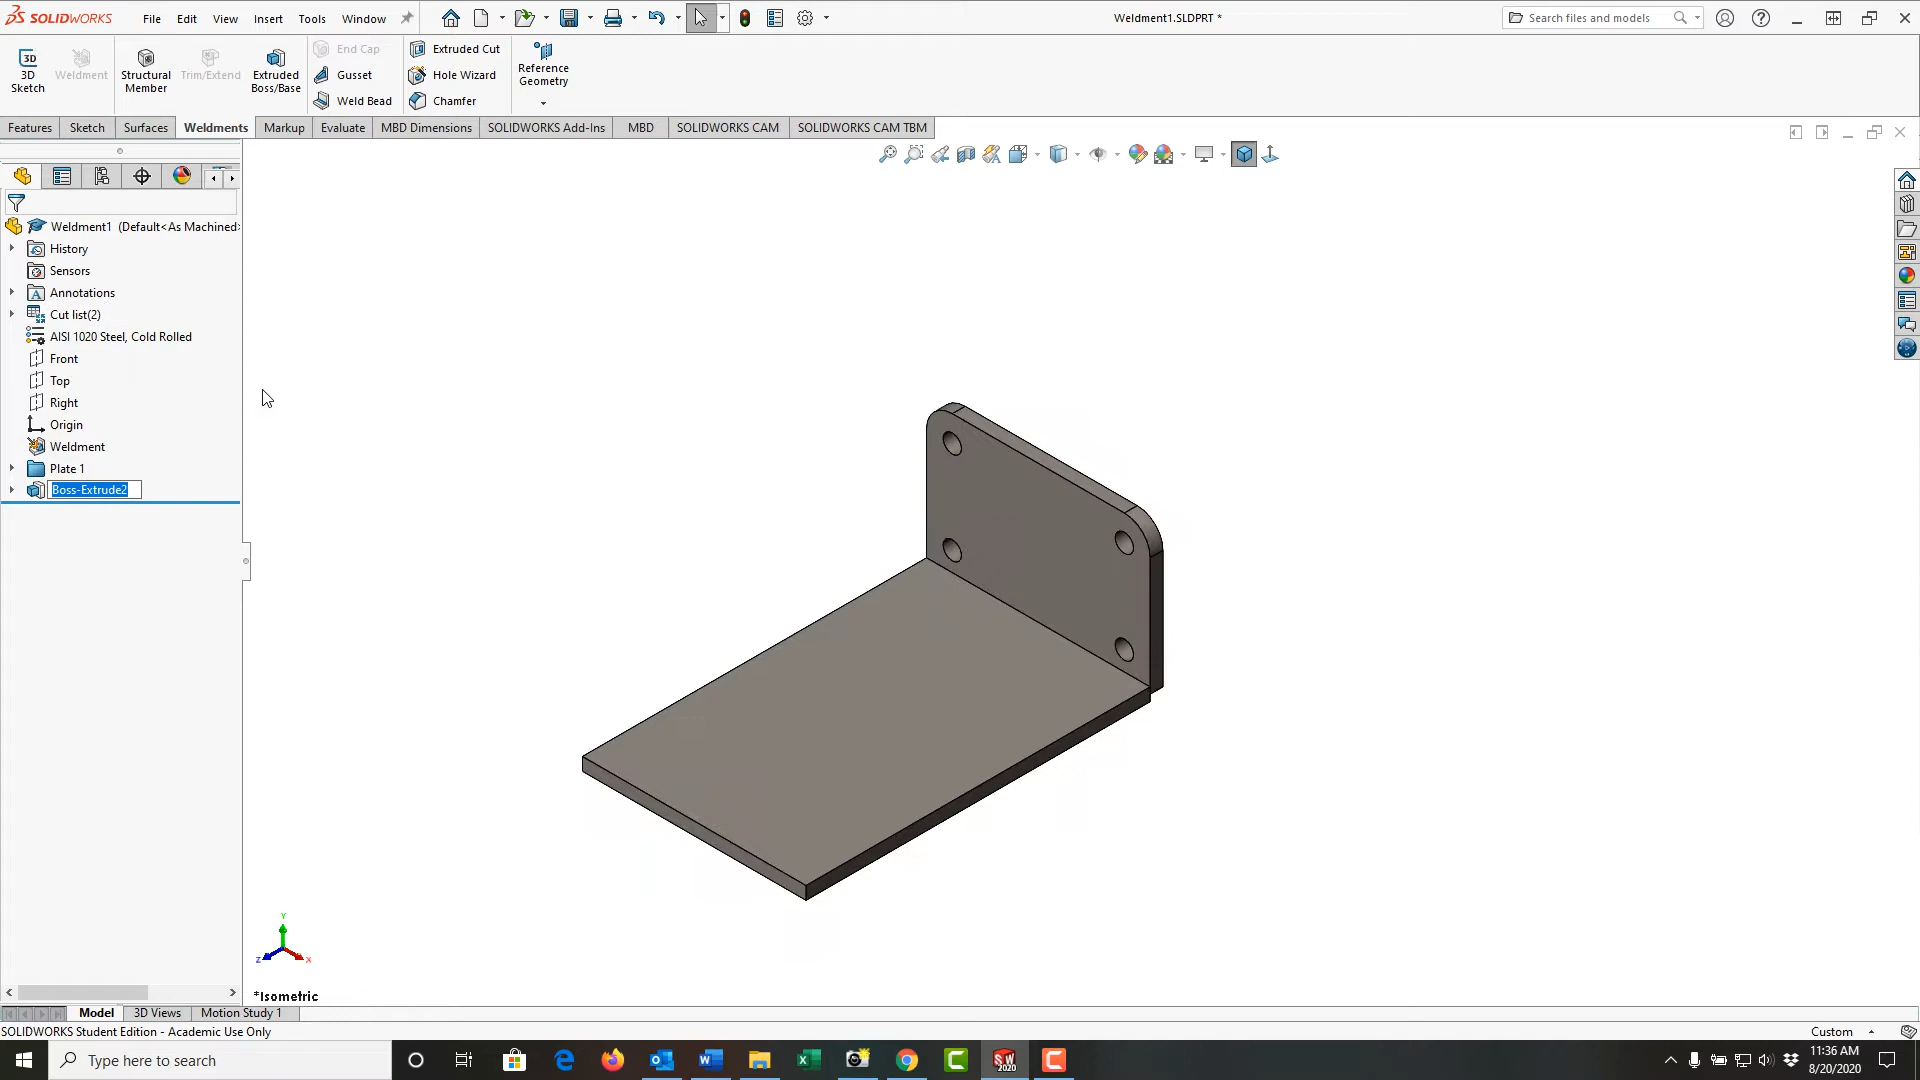 SOLIDWORKS File Edit View Insert Tools Window Weldment1.SLDPRT * Search files and models
3D Sketch Weldment Structural Member Trim/Extend Extruded Boss/Base End Cap Gusset Weld Bead Extruded Cut Hole Wizard Chamfer Reference Geometry
Features Sketch Surfaces Weldments Markup Evaluate MBD Dimensions SOLIDWORKS Add-Ins MBD SOLIDWORKS CAM SOLIDWORKS CAM TBM
Weldment1 (Default<As Machined>
History
Sensors
Annotations
Cut list(2)
AISI 1020 Steel, Cold Rolled
Front
Top
Right
Origin
Weldment
Plate 1
Boss-Extrude2
Y
Z X
*Isometric
Model 3D Views Motion Study 1
SOLIDWORKS Student Edition - Academic Use Only Custom
Type here to search
SW 2020
11:36 AM
8/20/2020